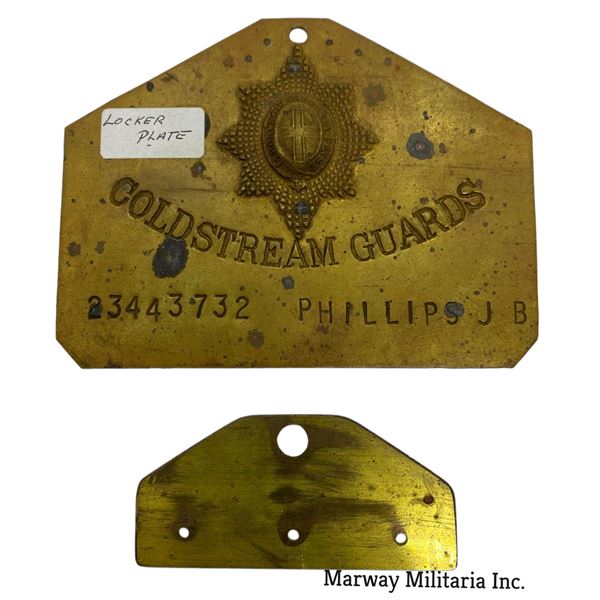 LOCKER
PLATE
COLDSTREAM GUARDS
23443732 PHILLIPS J B
Marway Militaria Inc.